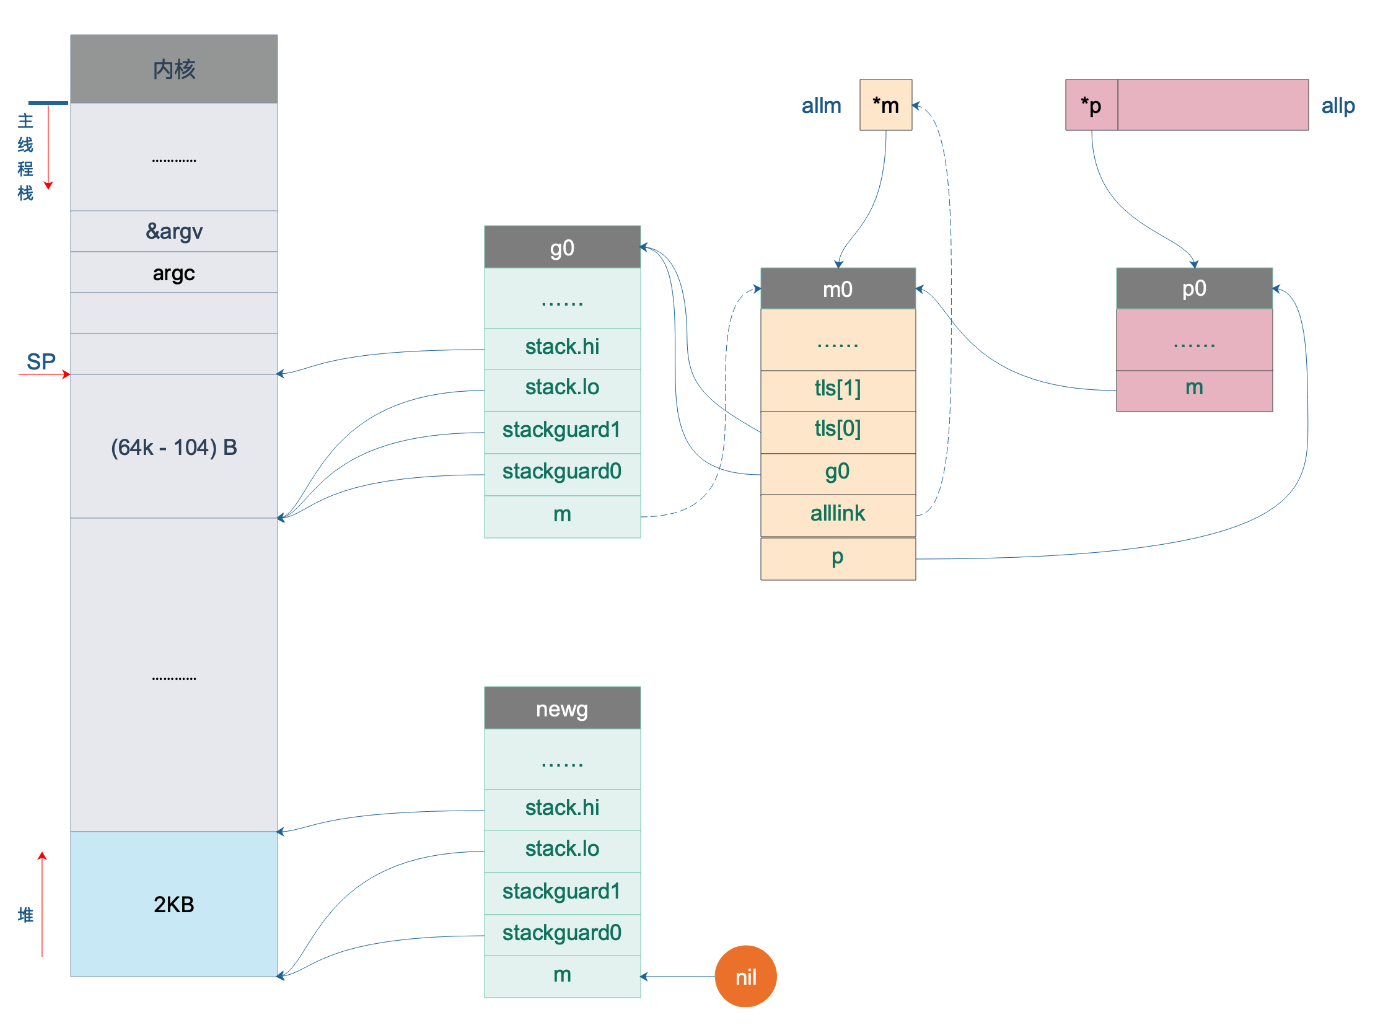 内核
主线程栈
…………
&argv
argc
SP
(64k - 104) B
…………
堆
2KB
g0
……
stack.hi
stack.lo
stackguard1
stackguard0
m
allm
*m
m0
……
tls[1]
tls[0]
g0
alllink
p
*p
allp
p0
……
m
newg
……
stack.hi
stack.lo
stackguard1
stackguard0
m
nil